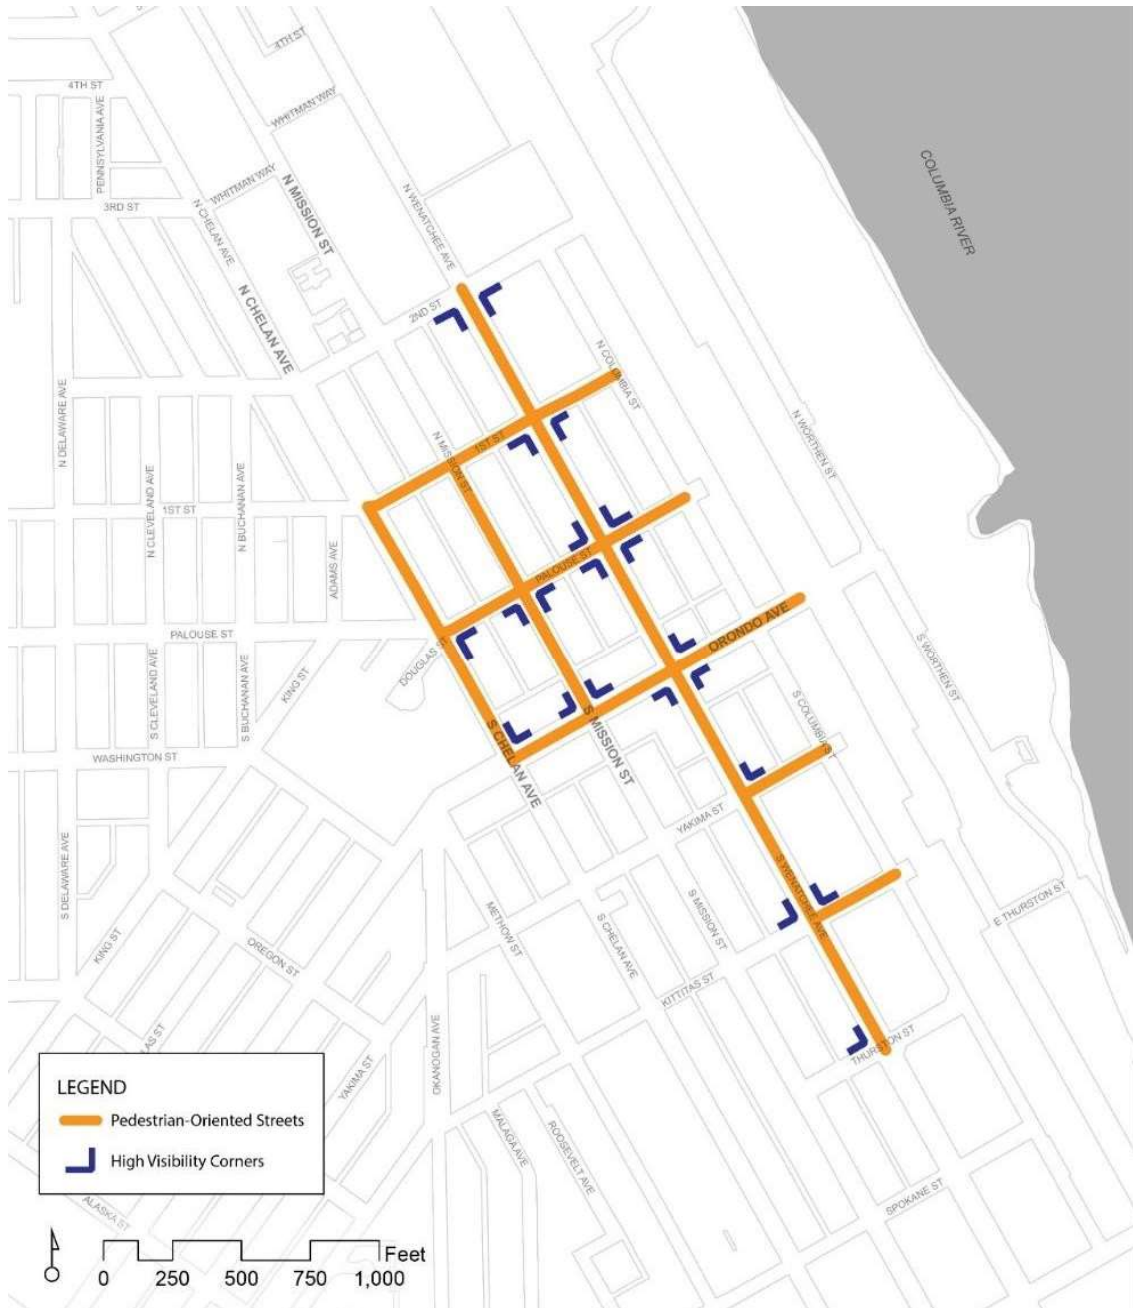 4TH ST
4TH ST
PENNSYLVANIA AVE
WHITMAN WAY
WHITMAN WAY
3RD ST
N CHELAN AVE
N MISSION ST
N WENATCHEE AVE
COLUMBIA RIVER
N CHELAN AVE
2ND ST
N COLUMBIA ST
N DELAWARE AVE
N WORTHEN ST
N MISSION ST
1ST ST
N CLEVELAND AVE
N BUCHANAN AVE
1ST ST
ADAMS AVE
PALOUSE ST
PALOUSE ST
DOUGLAS ST
ORONDO AVE
S WORTHEN ST
S CLEVELAND AVE
S BUCHANAN AVE
KING ST
S COLUMBIA ST
S CHELAN AVE
S MISSION ST
WASHINGTON ST
YAKIMA ST
S DELAWARE AVE
S WENATCHEE AVE
METHOW ST
S CHELAN AVE
S MISSION ST
E THURSTON ST
KING ST
OREGON ST
KITTITAS ST
LAS ST
OKANOGAN AVE
THURSTON ST
YAKIMA ST
LEGEND
Pedestrian-Oriented Streets
High Visibility Corners
MALAGA AVE
ROOSEVELT AVE
SPOKANE ST
ALASKA ST
Feet
0 250 500 750 1,000